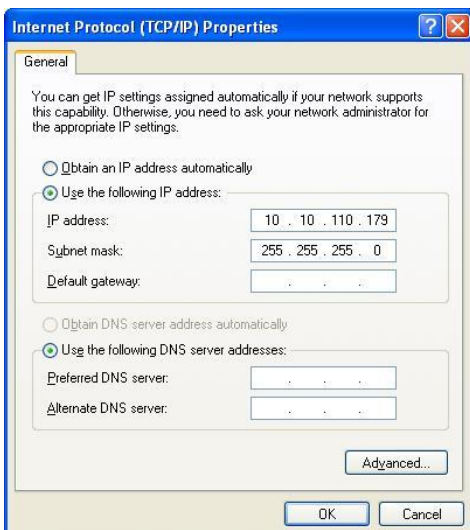 Internet Protocol (TCP/IP) Properties
General
You can get IP settings assigned automatically if your network supports
this capability. Otherwise, you need to ask your network administrator for
the appropriate IP settings.
Obtain an IP address automatically
Use the following IP address:
IP address: 10 . 10 . 110 . 179
Subnet mask: 255 . 255 . 255 . 0
Default gateway: . . .
Obtain DNS server address automatically
Use the following DNS server addresses:
Preferred DNS server: . . .
Alternate DNS server: . . .
Advanced...
OK Cancel